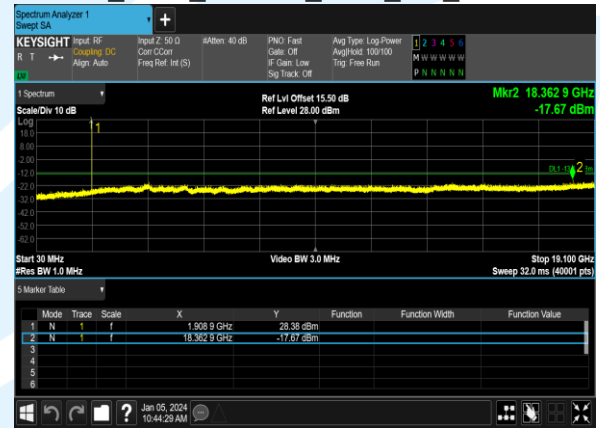 Spectrum Analyzer 1
Swept SA
+
KEYSIGHT Input: RF Input Z: 50 Ω #Atten: 40 dB PNO: Fast Avg Type: Log-Power 1 2 3 4 5 6
R T Coupling: DC Corr CCorr Gate: Off Avg|Hold: 100/100 M W W W W W
Align: Auto Freq Ref: Int (S) IF Gain: Low Trig: Free Run
Sig Track: Off P N N N N N
1 Spectrum Ref Lvl Offset 15.50 dB Mkr2 18.362 9 GHz
Scale/Div 10 dB Ref Level 28.00 dBm -17.67 dBm
Log
18.0
8.00
-2.00
-12.0
-22.0
-32.0
-42.0
-52.0
-62.0
1
2
Start 30 MHz Video BW 3.0 MHz Stop 19.100 GHz
#Res BW 1.0 MHz Sweep 32.0 ms (40001 pts)
5 Marker Table
Mode Trace Scale X Y Function Function Width Function Value
1 N 1 f 1.908 9 GHz 28.38 dBm
2 N 1 f 18.362 9 GHz -17.67 dBm
3
4
5
6
? Jan 05, 2024
10:44:29 AM